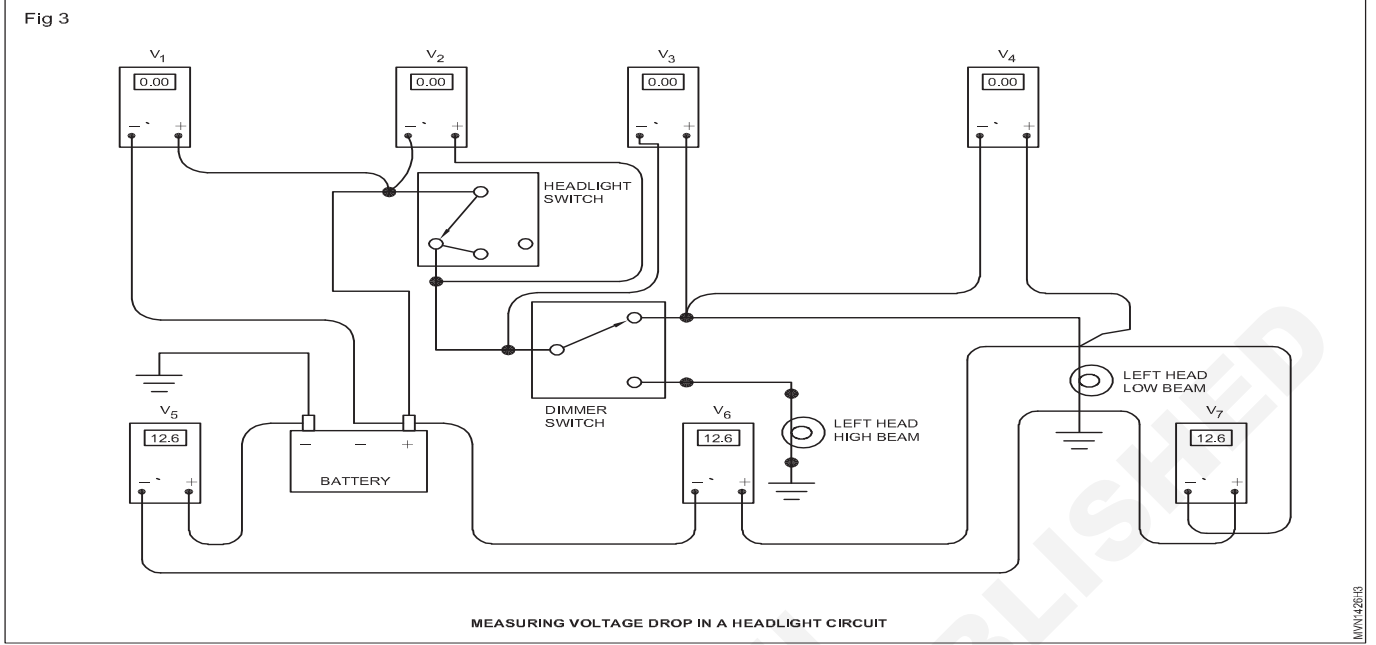 Fig 3
V1 V2 V3 V4
0.00 0.00 0.00 0.00
– + – + – + – +
HEADLIGHT
SWITCH
LEFT HEAD
LOW BEAM
DIMMER
SWITCH
LEFT HEAD
HIGH BEAM
V5 V6 V7
12.6 12.6 12.6
– + – + – +
– – +
BATTERY
MEASURING VOLTAGE DROP IN A HEADLIGHT CIRCUIT
MVN1426H3